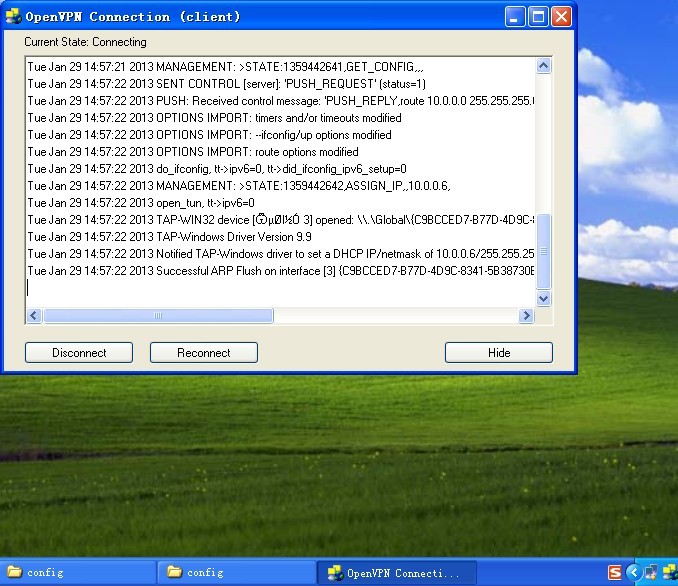 OpenVPN Connection (client)
Current State: Connecting
Tue Jan 29 14:57:21 2013 MANAGEMENT: >STATE:1359442641,GET_CONFIG,,,
Tue Jan 29 14:57:22 2013 SENT CONTROL [server]: 'PUSH_REQUEST' (status=1)
Tue Jan 29 14:57:22 2013 PUSH: Received control message: 'PUSH_REPLY,route 10.0.0.0 255.255.255.
Tue Jan 29 14:57:22 2013 OPTIONS IMPORT: timers and/or timeouts modified
Tue Jan 29 14:57:22 2013 OPTIONS IMPORT: --ifconfig/up options modified
Tue Jan 29 14:57:22 2013 OPTIONS IMPORT: route options modified
Tue Jan 29 14:57:22 2013 do_ifconfig, tt->ipv6=0, tt->did_ifconfig_ipv6_setup=0
Tue Jan 29 14:57:22 2013 MANAGEMENT: >STATE:1359442642,ASSIGN_IP,,10.0.0.6,
Tue Jan 29 14:57:22 2013 open_tun, tt->ipv6=0
Tue Jan 29 14:57:22 2013 TAP-WIN32 device 3] opened: \\.\Global\{C9BCCED7-B77D-4D9C-
Tue Jan 29 14:57:22 2013 TAP-Windows Driver Version 9.9
Tue Jan 29 14:57:22 2013 Notified TAP-Windows driver to set a DHCP IP/netmask of 10.0.0.6/255.255.25
Tue Jan 29 14:57:22 2013 Successful ARP Flush on interface [3] {C9BCCED7-B77D-4D9C-8341-5B38730E
Disconnect
Reconnect
Hide
config
config
OpenVPN Connecti...
S